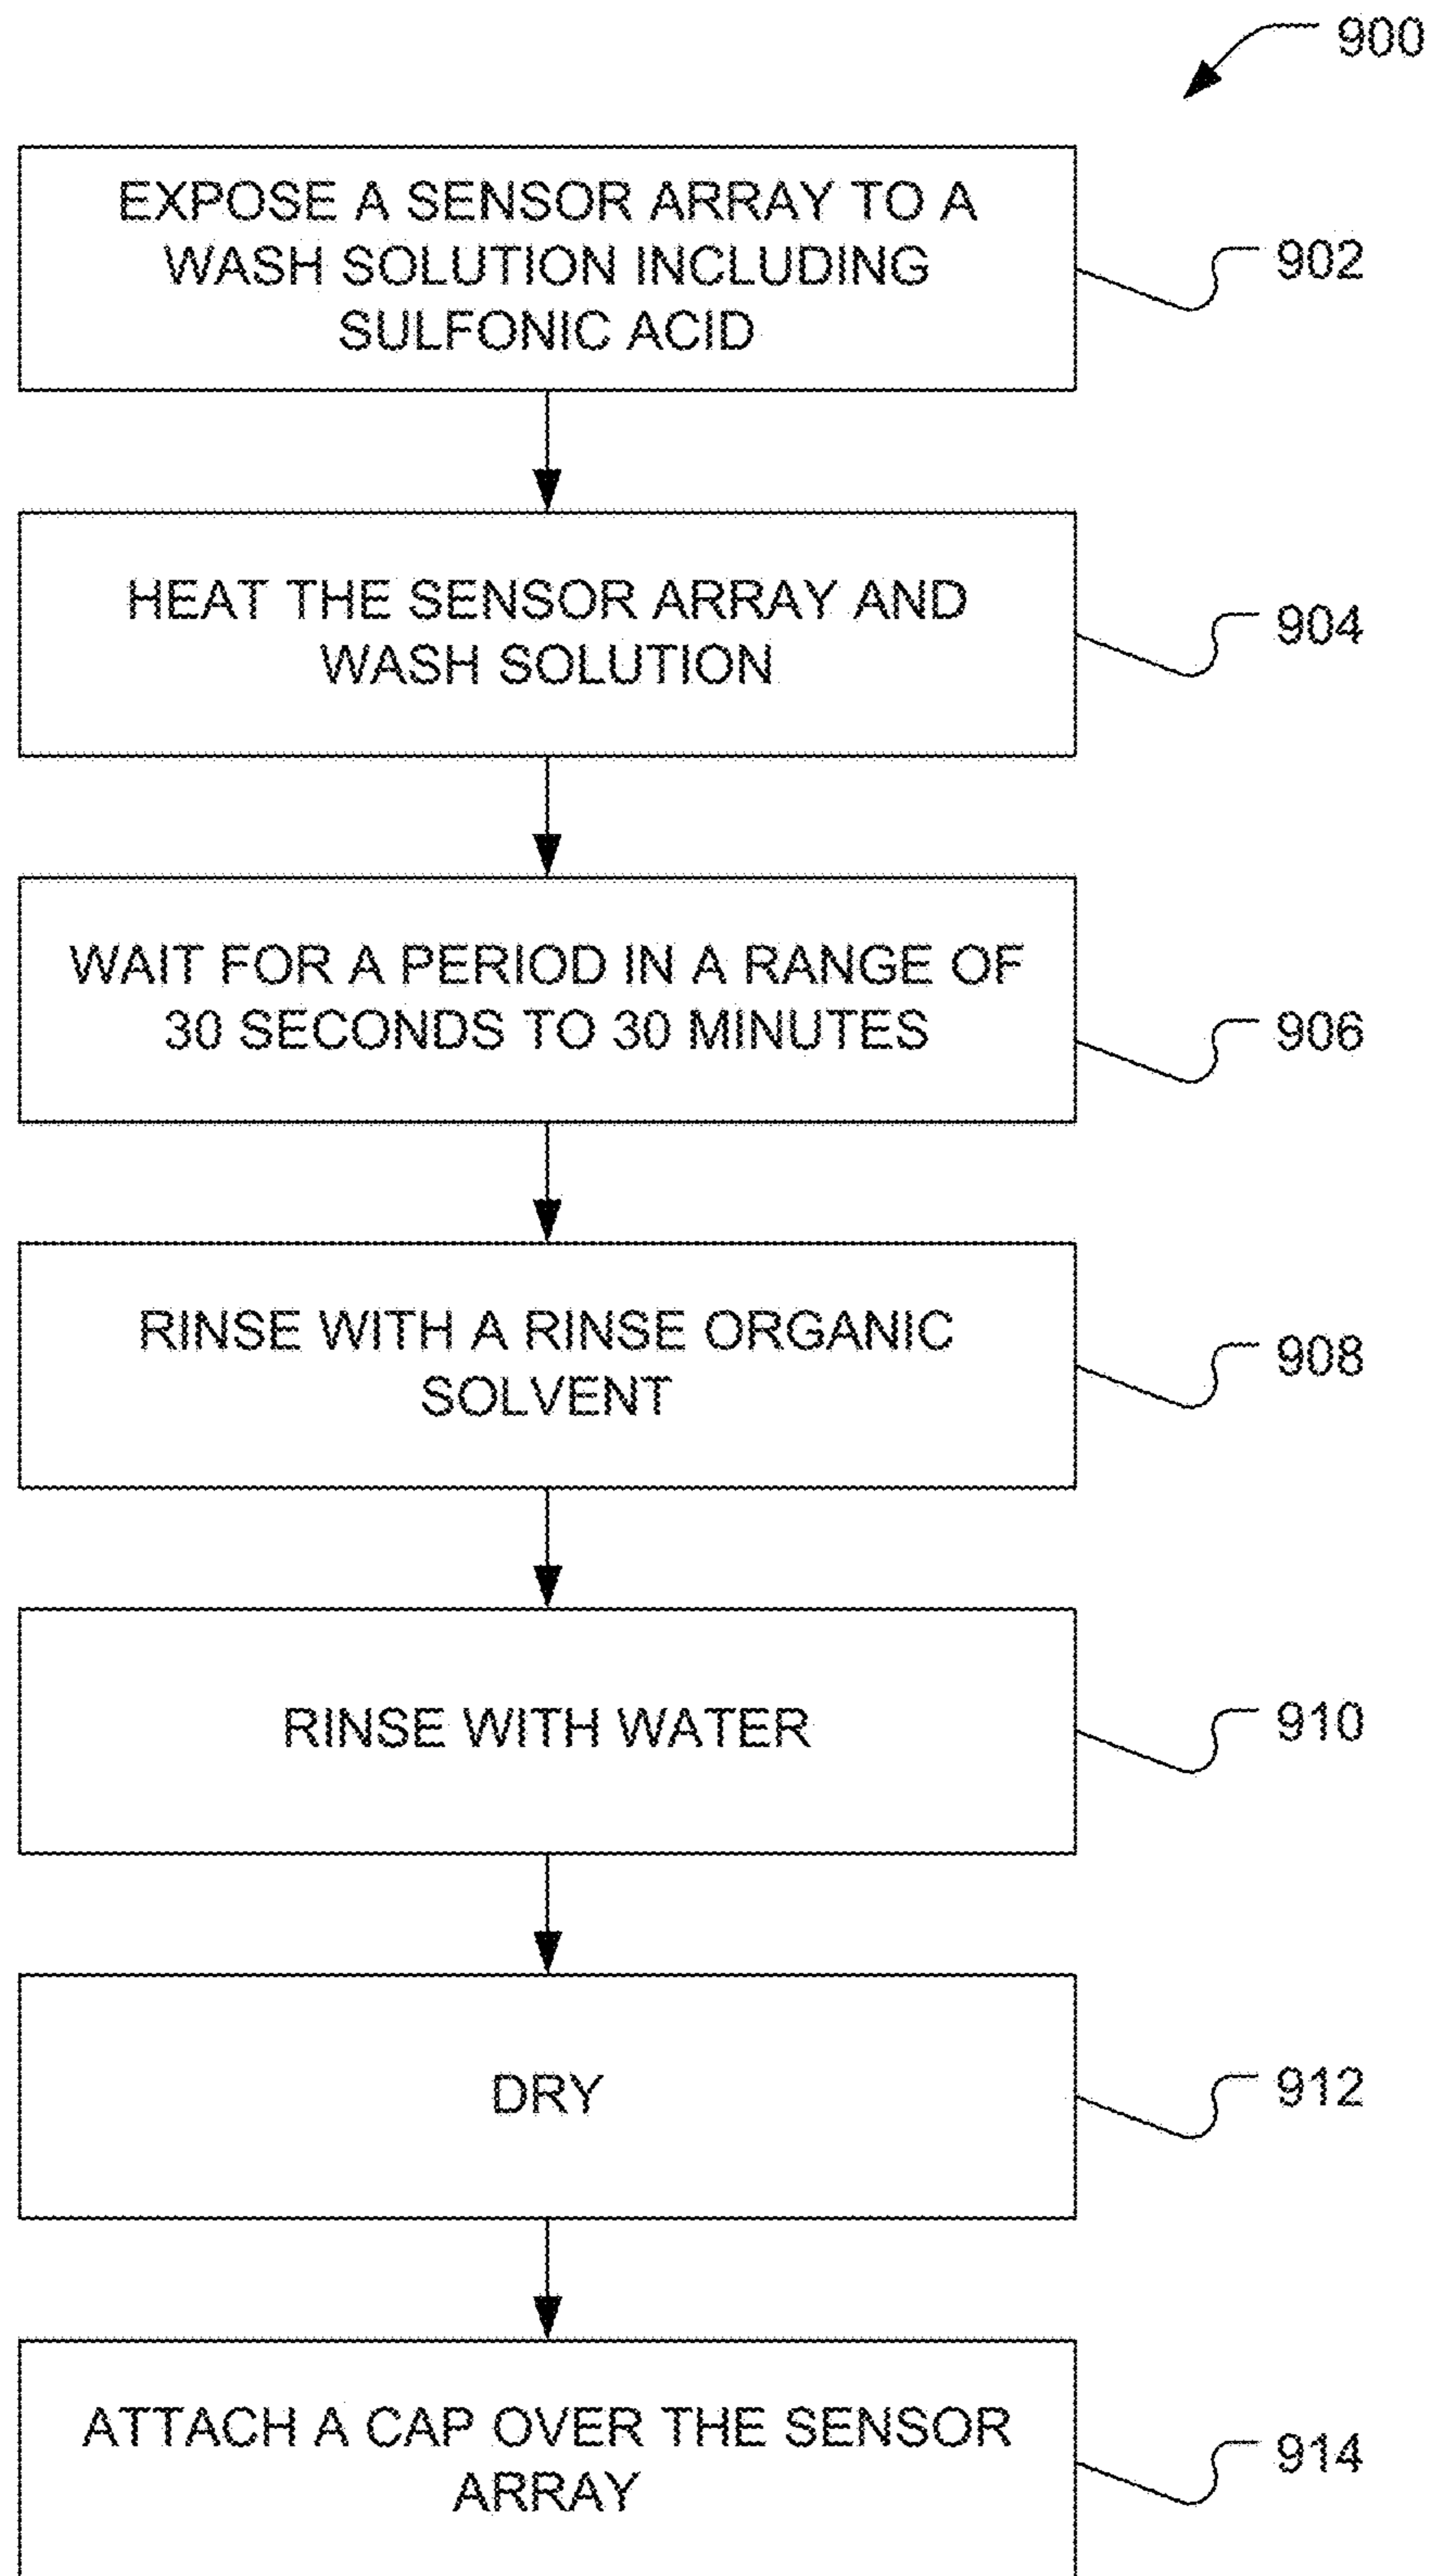 900
EXPOSE A SENSOR ARRAY TO A
WASH SOLUTION INCLUDING
SULFONIC ACID
902
HEAT THE SENSOR ARRAY AND
WASH SOLUTION
904
WAIT FOR A PERIOD IN A RANGE OF
30 SECONDS TO 30 MINUTES
906
RINSE WITH A RINSE ORGANIC
SOLVENT
908
RINSE WITH WATER
910
DRY
912
ATTACH A CAP OVER THE SENSOR
ARRAY
914